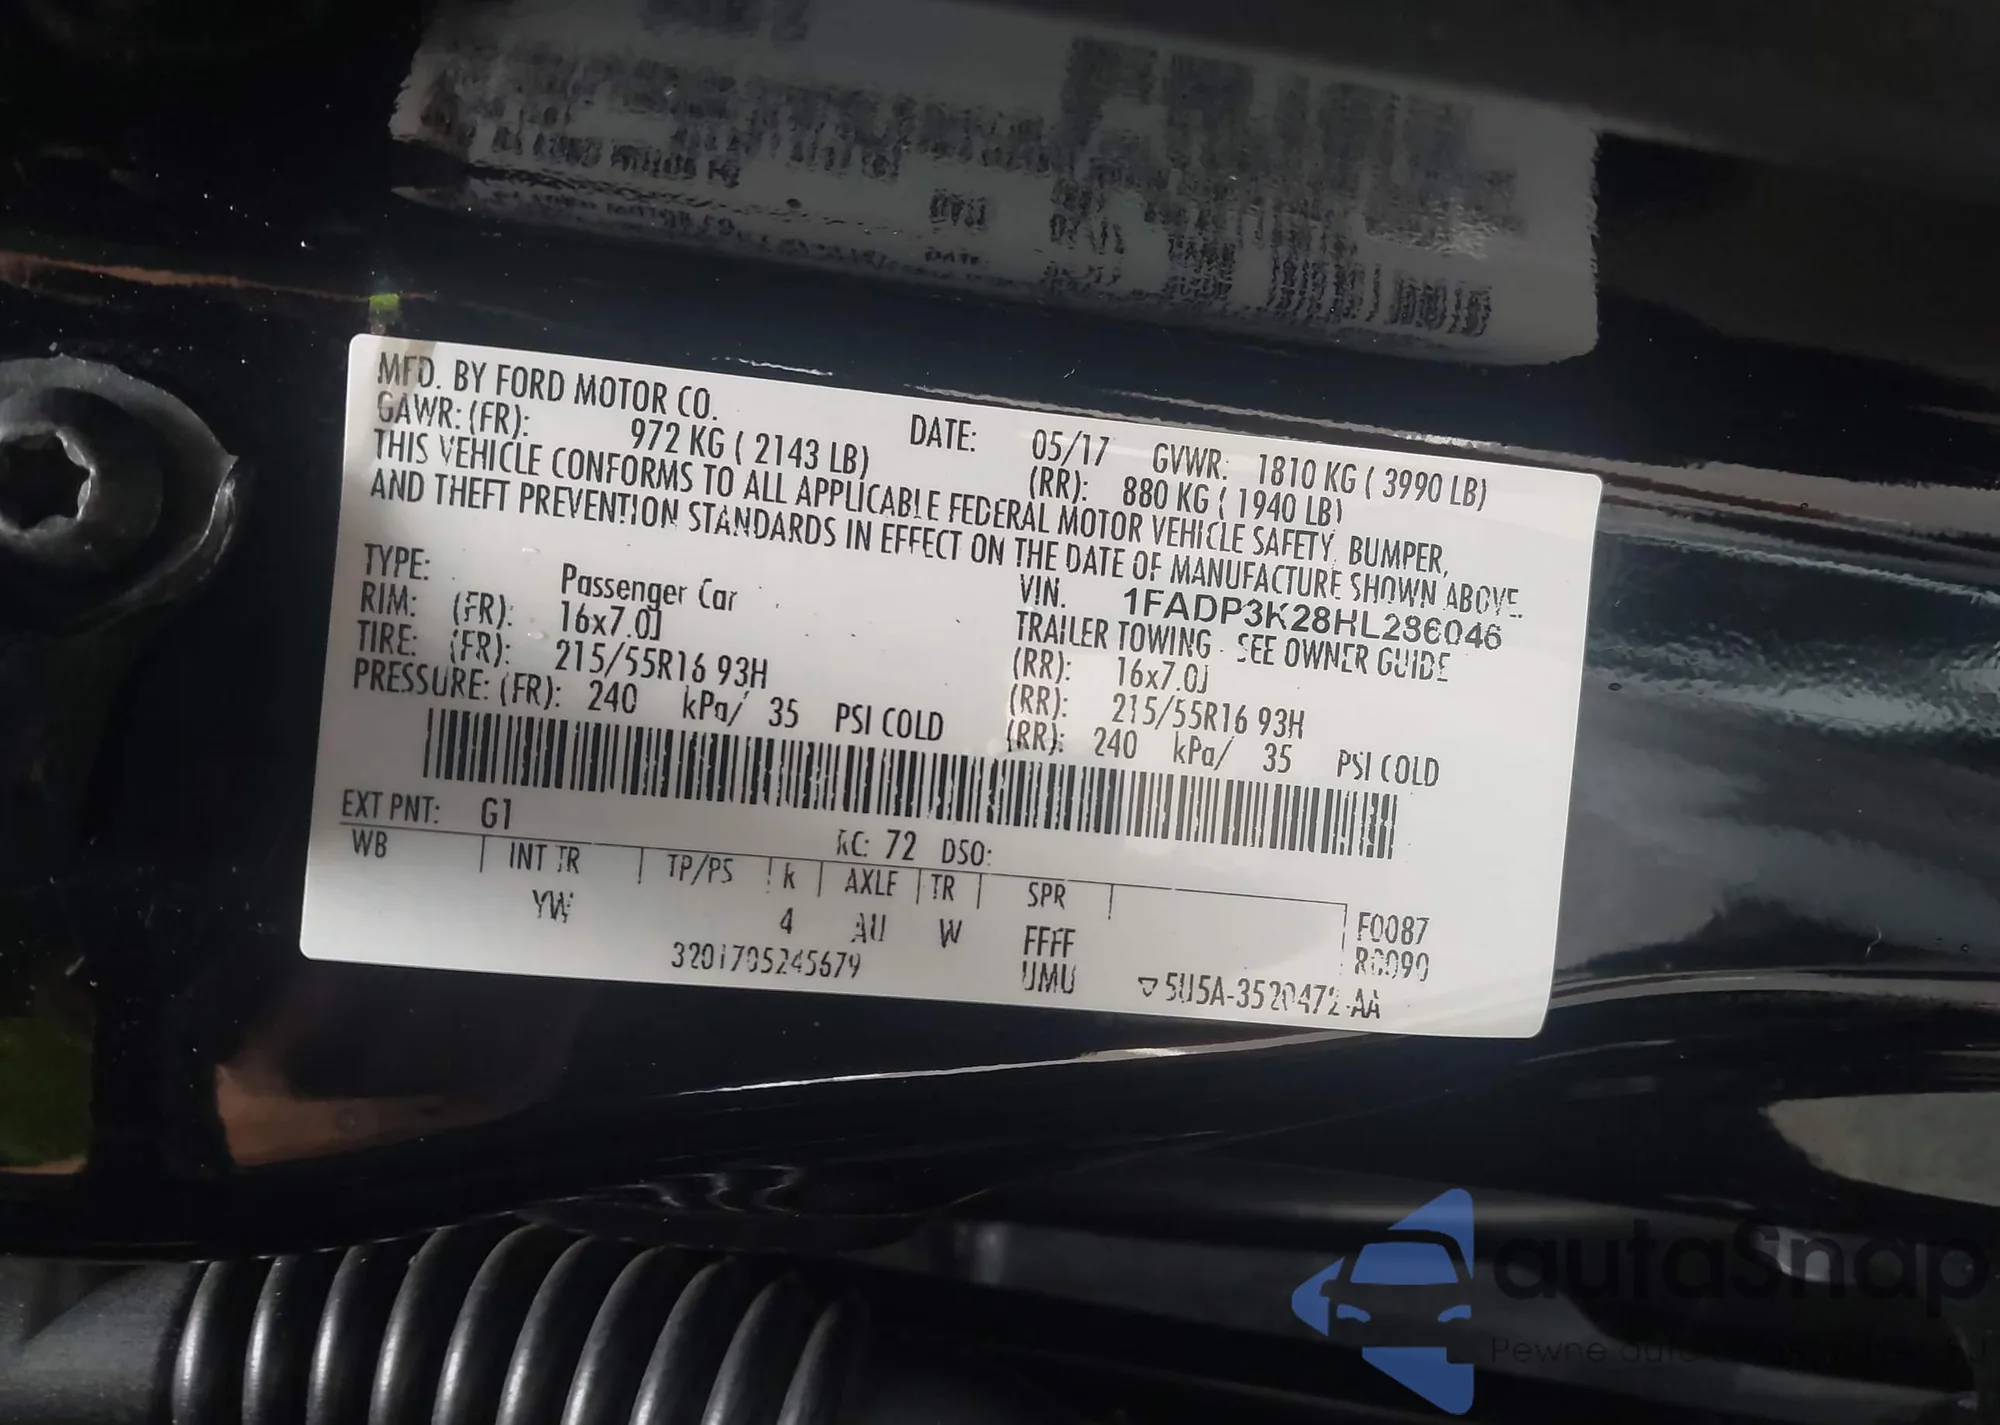 MFD. BY FORD MOTOR CO. DATE: 05/17 GVWR: 1810 KG ( 3990 LB)
GAWR: (FR): 972 KG ( 2143 LB) (RR): 880 KG ( 1940 LB)
THIS VEHICLE CONFORMS TO ALL APPLICABLE FEDERAL MOTOR VEHICLE SAFETY, BUMPER,
AND THEFT PREVENTION STANDARDS IN EFFECT ON THE DATE OF MANUFACTURE SHOWN ABOVE.
VIN: 1FADP3K28HL286046
TYPE: Passenger Car TRAILER TOWING - SEE OWNER GUIDE
RIM: (FR): 16x7.0J (RR): 16x7.0J
TIRE: (FR): 215/55R16 93H (RR): 215/55R16 93H
PRESSURE: (FR): 240 kPa/ 35 PSI COLD (RR): 240 kPa/ 35 PSI COLD
EXT PNT: G1 RC: 72 DSO:
WB INT TR TP/PS k AXLE TR SPR
YW 4 AU W FFFF F0087
UMU R0090
3201705245679 5U5A-3520472-AA
autaSnap
Pewne auto